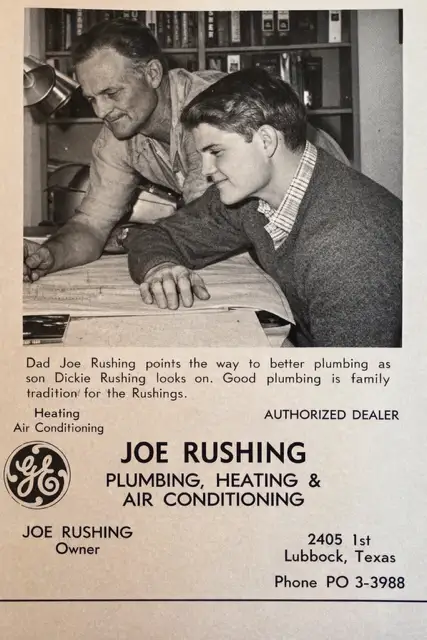 Dad Joe Rushing points the way to better plumbing as
son Dickie Rushing looks on. Good plumbing is family
tradition for the Rushings.
Heating
Air Conditioning
AUTHORIZED DEALER
GE
JOE RUSHING
PLUMBING, HEATING &
AIR CONDITIONING
JOE RUSHING
Owner
2405 1st
Lubbock, Texas
Phone PO 3-3988